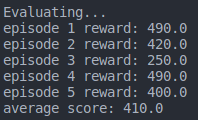 Evaluating...
episode 1 reward: 490.0
episode 2 reward: 420.0
episode 3 reward: 250.0
episode 4 reward: 490.0
episode 5 reward: 400.0
average score: 410.0